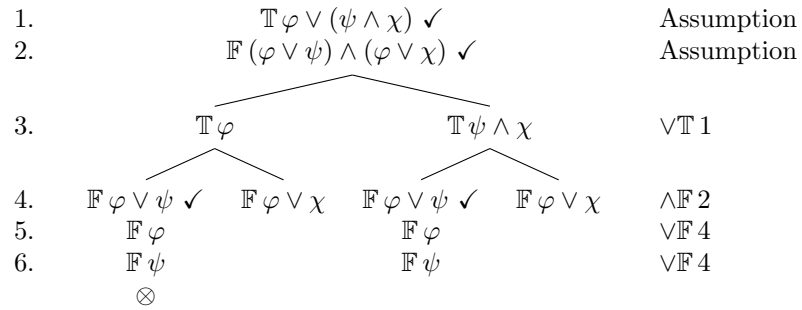 1. 𝕋 φ ∨ (ψ ∧ χ) ✓ Assumption
2. 𝔽 (φ ∨ ψ) ∧ (φ ∨ χ) ✓ Assumption
3. 𝕋 φ 𝕋 ψ ∧ χ ∨𝕋 1
4. 𝔽 φ ∨ ψ ✓ 𝔽 φ ∨ χ 𝔽 φ ∨ ψ ✓ 𝔽 φ ∨ χ ∧𝔽 2
5. 𝔽 φ 𝔽 φ ∨𝔽 4
6. 𝔽 ψ 𝔽 ψ ∨𝔽 4
⊗